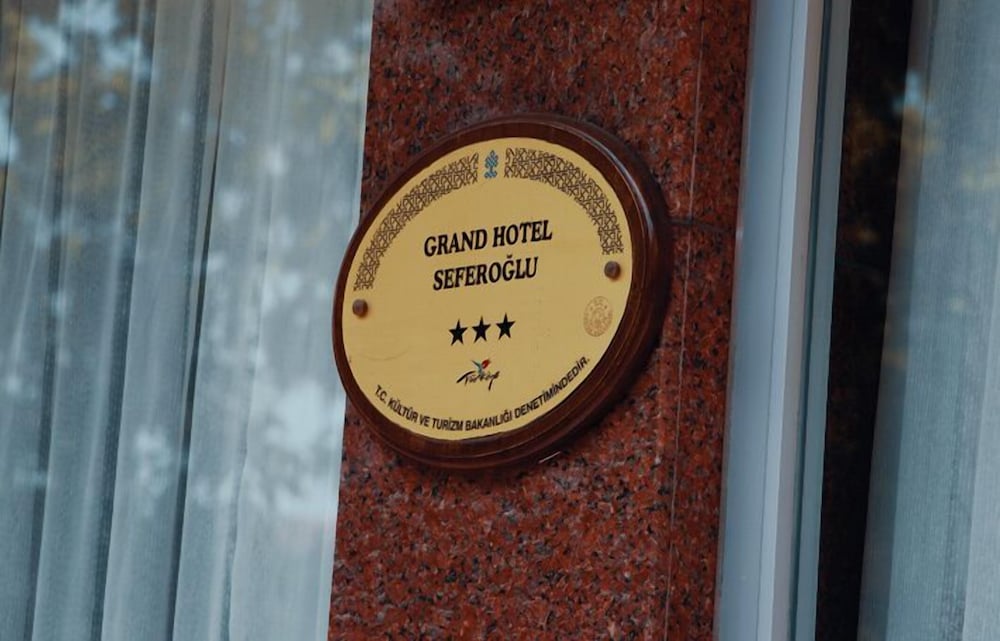 GRAND HOTEL
SEFEROĞLU
Türkiye
T.C. KÜLTÜR VE TURİZM BAKANLIĞI DENETİMİNDEDİR.